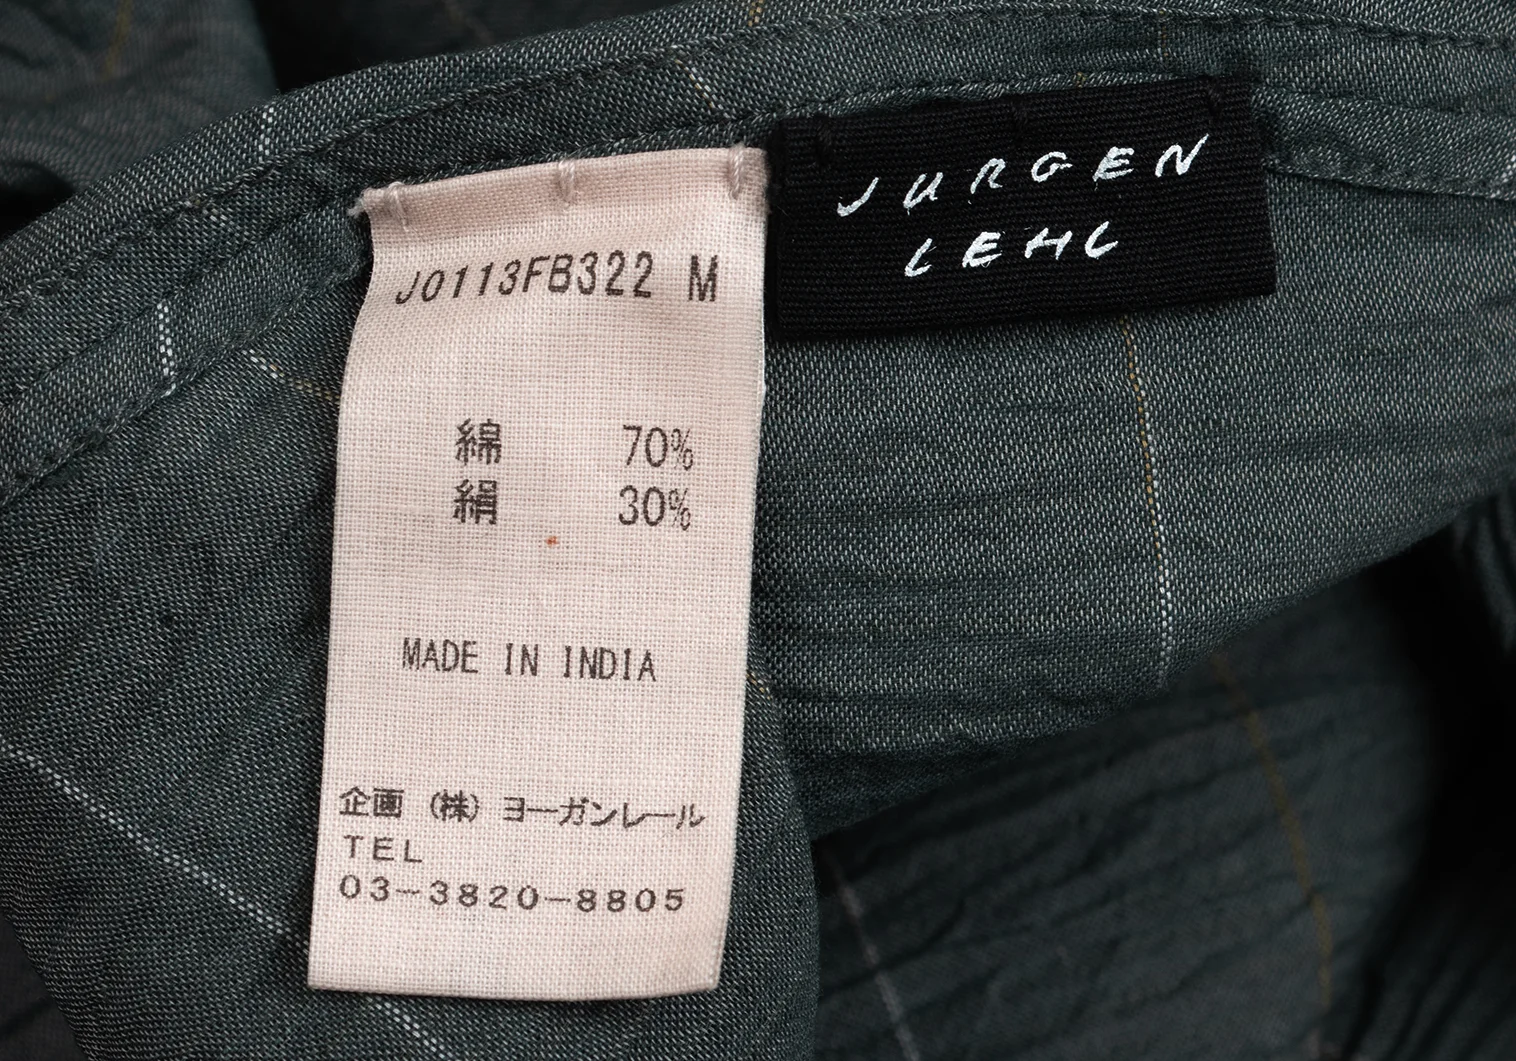 JURGEN
LEHL
J0113FB322 M
綿 70%
絹 30%
MADE IN INDIA
企画 (株) ヨーガンレール
TEL
03-3820-8805